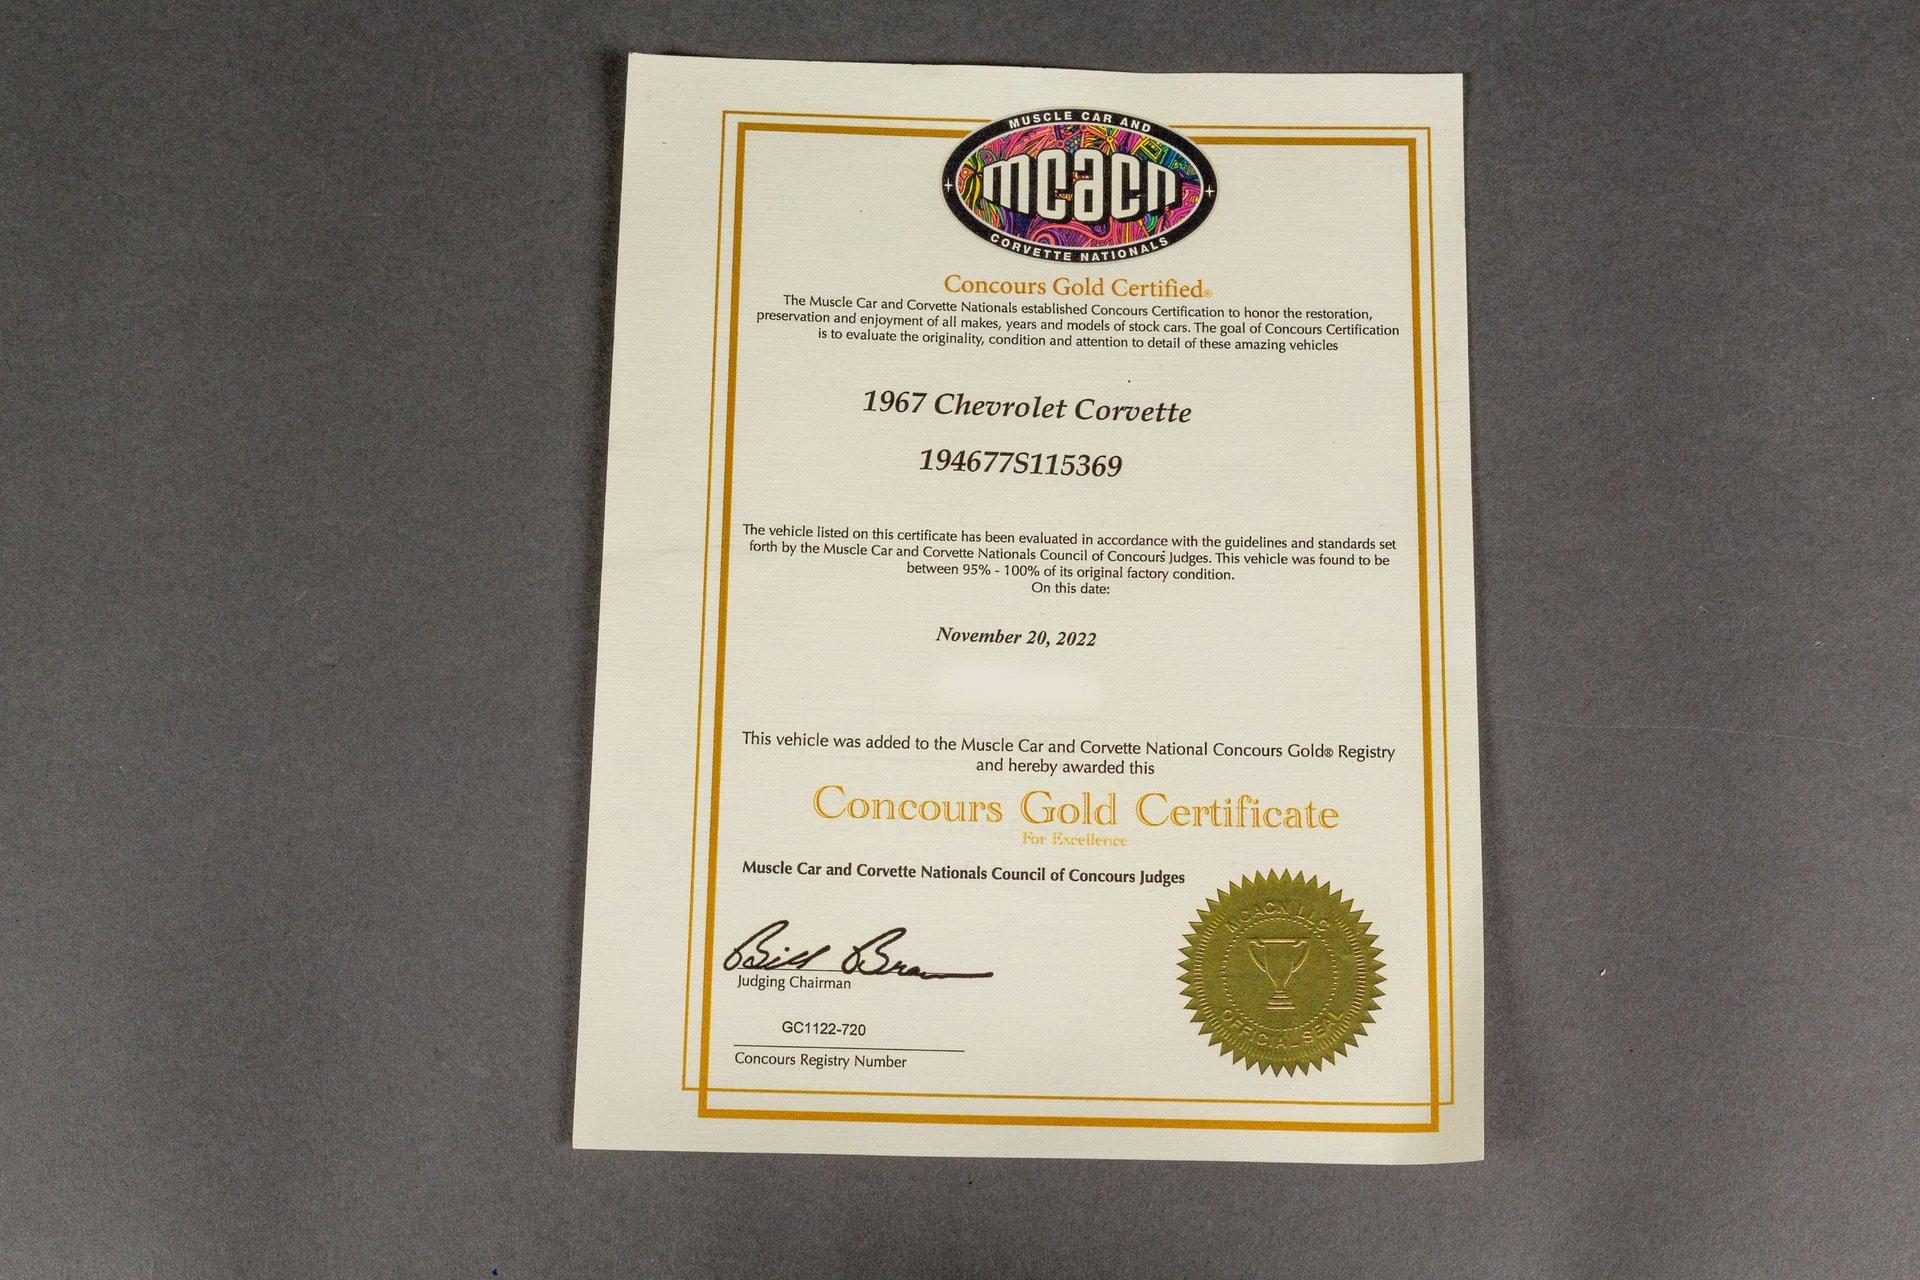 MUSCLE CAR AND
mcacn
CORVETTE NATIONALS
Concours Gold Certified®
The Muscle Car and Corvette Nationals established Concours Certification to honor the restoration,
preservation and enjoyment of all makes, years and models of stock cars. The goal of Concours Certification
is to evaluate the originality, condition and attention to detail of these amazing vehicles
1967 Chevrolet Corvette
194677S115369
The vehicle listed on this certificate has been evaluated in accordance with the guidelines and standards set
forth by the Muscle Car and Corvette Nationals Council of Concours Judges. This vehicle was found to be
between 95% - 100% of its original factory condition.
On this date:
November 20, 2022
This vehicle was added to the Muscle Car and Corvette National Concours Gold® Registry
and hereby awarded this
Concours Gold Certificate
For Excellence
Muscle Car and Corvette Nationals Council of Concours Judges
Bill
Judging Chairman
GC1122-720
Concours Registry Number
MCACN LLC
OFFICIAL SEAL